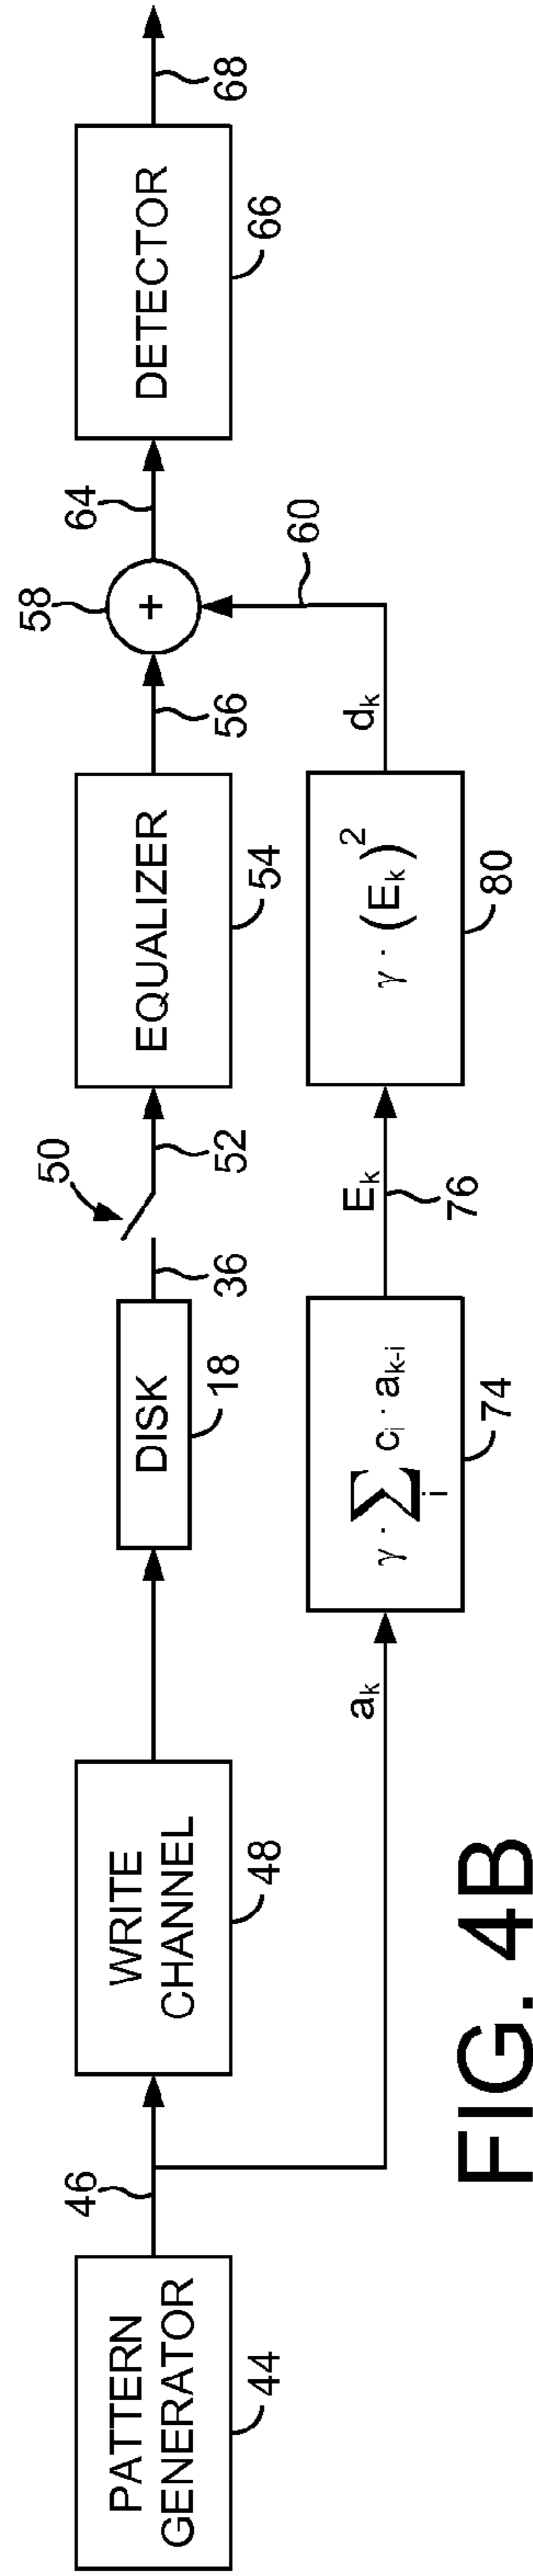 PATTERN
GENERATOR
44
46
WRITE
CHANNEL
48
DISK
18
36
50
52
EQUALIZER
54
56
58
+
64
DETECTOR
66
68
a_k
γ · ∑_i c_i · a_{k-i}
74
E_k
76
γ · (E_k)^2
80
d_k
60
FIG. 4B